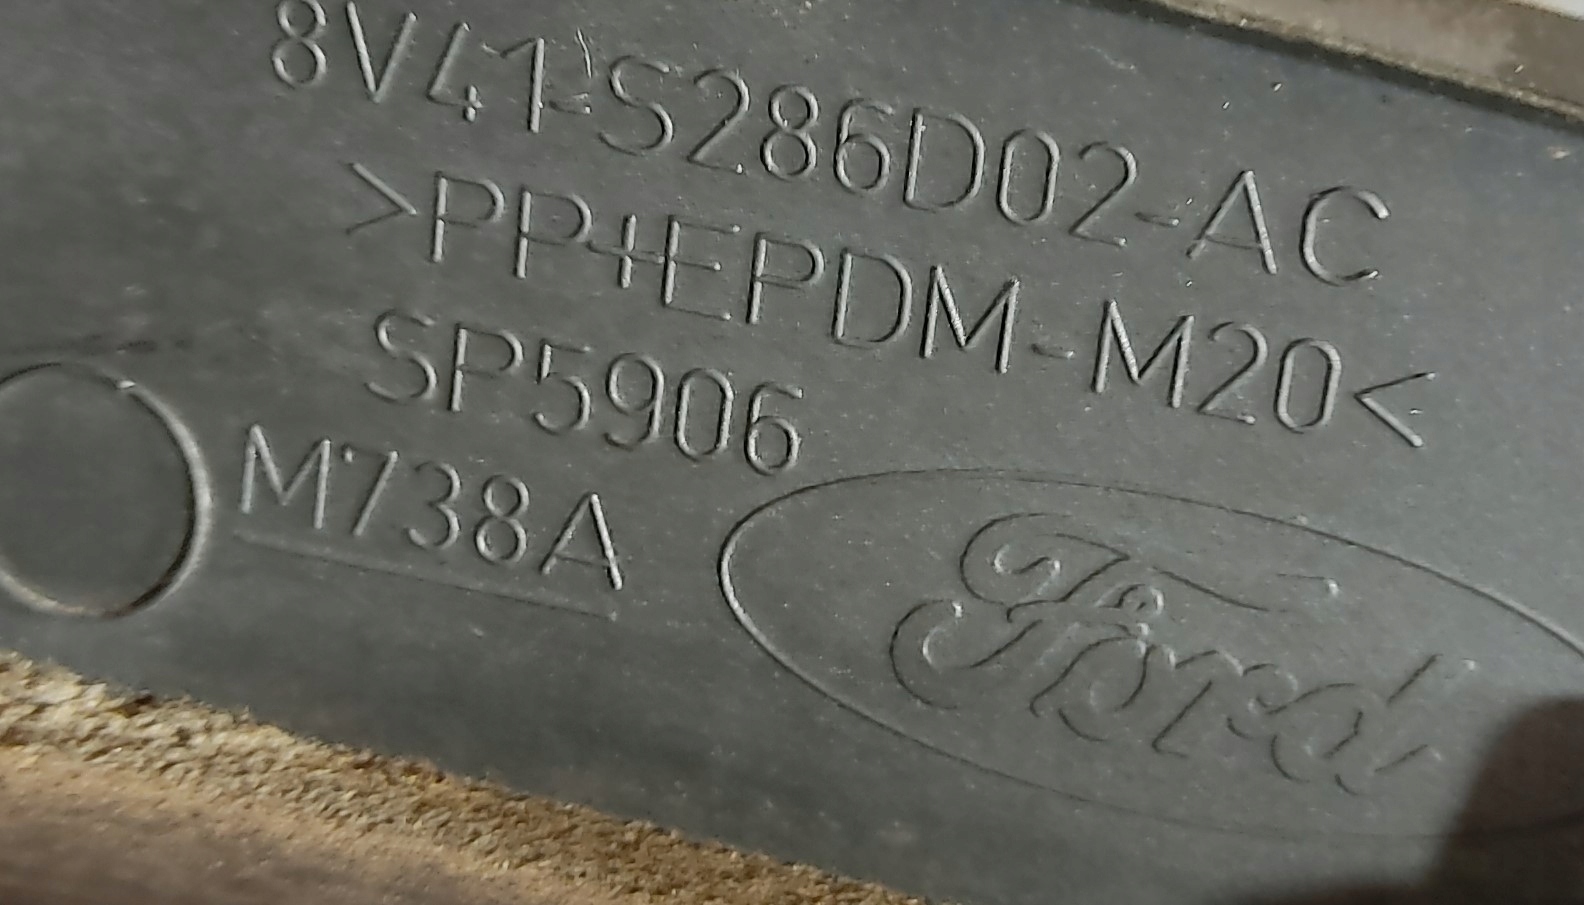 8V41-S286D02-AC
>PP+EPDM-M20<
SP5906
M738A
Ford